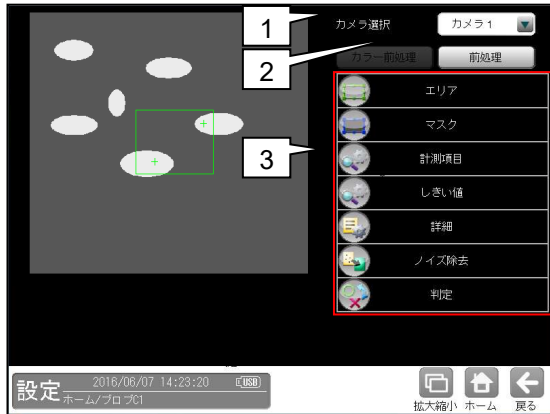 1
カメラ選択
カメラ1
2
カラー前処理
前処理
エリア
マスク
3
計測項目
しきい値
詳細
ノイズ除去
判定
設定
2016/06/07 14:23:20
USB
ホーム/ブロブC1
拡大縮小
ホーム
戻る